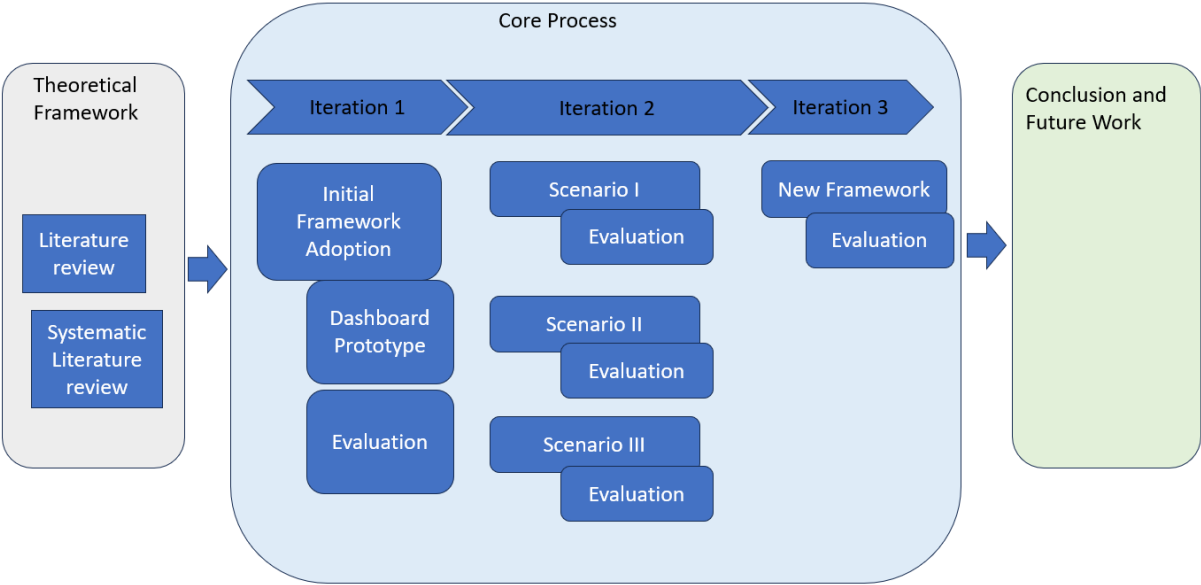 Core Process
Theoretical
Framework
Literature
review
Systematic
Literature
review
Iteration 1
Iteration 2
Iteration 3
Initial
Framework
Adoption
Dashboard
Prototype
Evaluation
Scenario I
Evaluation
Scenario II
Evaluation
Scenario III
Evaluation
New Framework
Evaluation
Conclusion and
Future Work